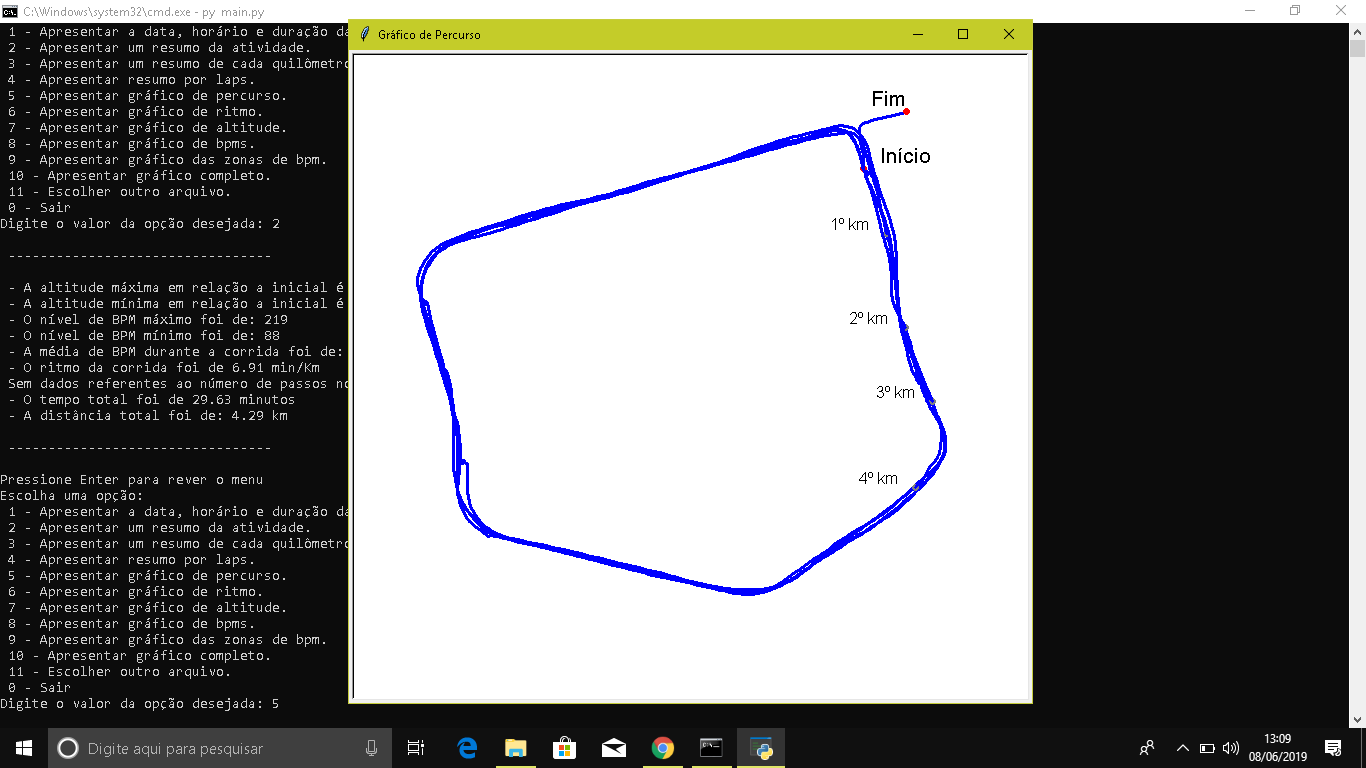 C:\Windows\system32\cmd.exe - py main.py
1 - Apresentar a data, horário e duração da
2 - Apresentar um resumo da atividade.
3 - Apresentar um resumo de cada quilômetro
4 - Apresentar resumo por laps.
5 - Apresentar gráfico de percurso.
6 - Apresentar gráfico de ritmo.
7 - Apresentar gráfico de altitude.
8 - Apresentar gráfico de bpms.
9 - Apresentar gráfico das zonas de bpm.
10 - Apresentar gráfico completo.
11 - Escolher outro arquivo.
0 - Sair
Digite o valor da opção desejada: 2
---------------------------------
- A altitude máxima em relação a inicial é
- A altitude mínima em relação a inicial é
- O nível de BPM máximo foi de: 219
- O nível de BPM mínimo foi de: 88
- A média de BPM durante a corrida foi de:
- O ritmo da corrida foi de 6.91 min/Km
Sem dados referentes ao número de passos no
- O tempo total foi de 29.63 minutos
- A distância total foi de: 4.29 km
---------------------------------
Pressione Enter para rever o menu
Escolha uma opção:
1 - Apresentar a data, horário e duração da
2 - Apresentar um resumo da atividade.
3 - Apresentar um resumo de cada quilômetro
4 - Apresentar resumo por laps.
5 - Apresentar gráfico de percurso.
6 - Apresentar gráfico de ritmo.
7 - Apresentar gráfico de altitude.
8 - Apresentar gráfico de bpms.
9 - Apresentar gráfico das zonas de bpm.
10 - Apresentar gráfico completo.
11 - Escolher outro arquivo.
0 - Sair
Digite o valor da opção desejada: 5
Gráfico de Percurso
Fim
Início
1º km
2º km
3º km
4º km
Digite aqui para pesquisar
13:09
08/06/2019